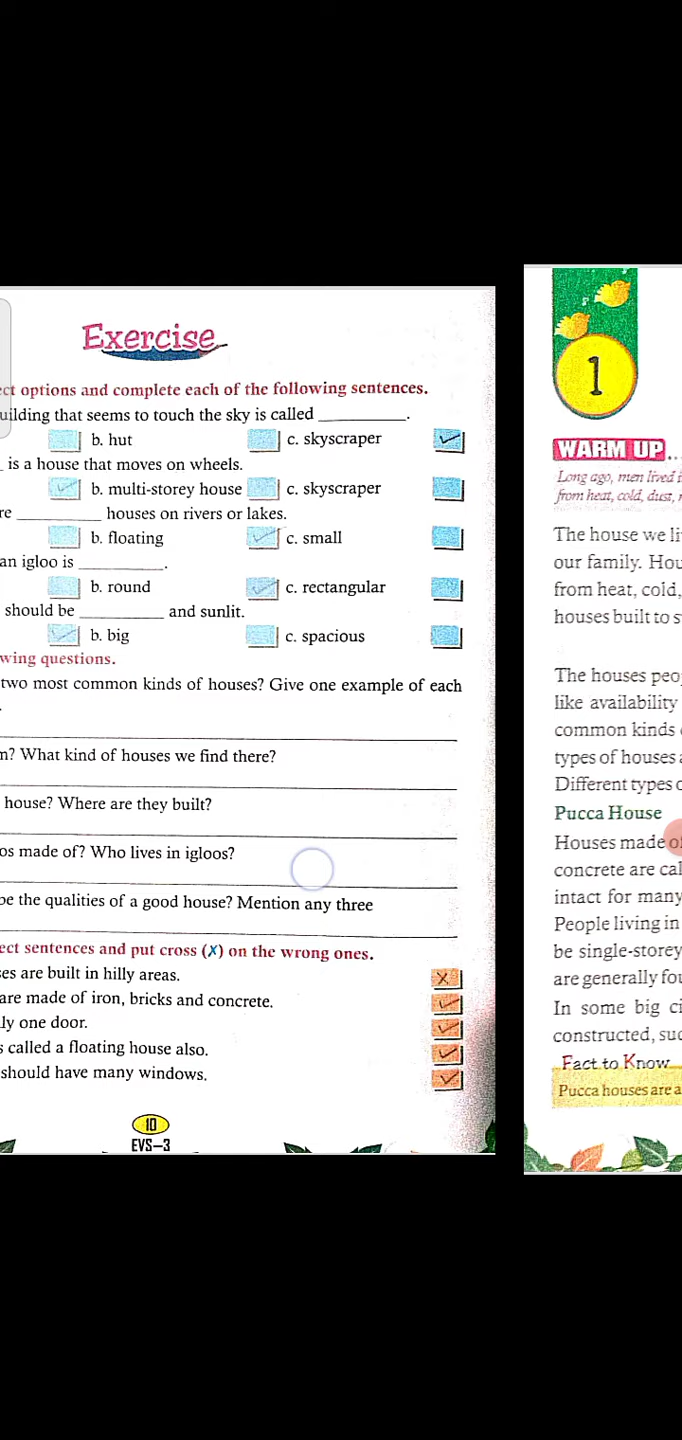 Exercise
ect options and complete each of the following sentences.
uilding that seems to touch the sky is called __________.
b. hut c. skyscraper
_ is a house that moves on wheels.
b. multi-storey house c. skyscraper
re __________ houses on rivers or lakes.
b. floating c. small
an igloo is __________.
b. round c. rectangular
should be __________ and sunlit.
b. big c. spacious
wing questions.
two most common kinds of houses? Give one example of each
.
m? What kind of houses we find there?
house? Where are they built?
os made of? Who lives in igloos?
be the qualities of a good house? Mention any three
ect sentences and put cross (✗) on the wrong ones.
ses are built in hilly areas.
are made of iron, bricks and concrete.
ly one door.
s called a floating house also.
should have many windows.
10
EVS–3
1
WARM UP..
Long ago, men lived i
from heat, cold, dust, r
The house we li
our family. Hou
from heat, cold,
houses built to s
The houses peo
like availability
common kinds
types of houses a
Different types o
Pucca House
Houses made of
concrete are cal
intact for many
People living in
be single-storey
are generally fou
In some big ci
constructed, suc
Fact to Know
Pucca houses are a